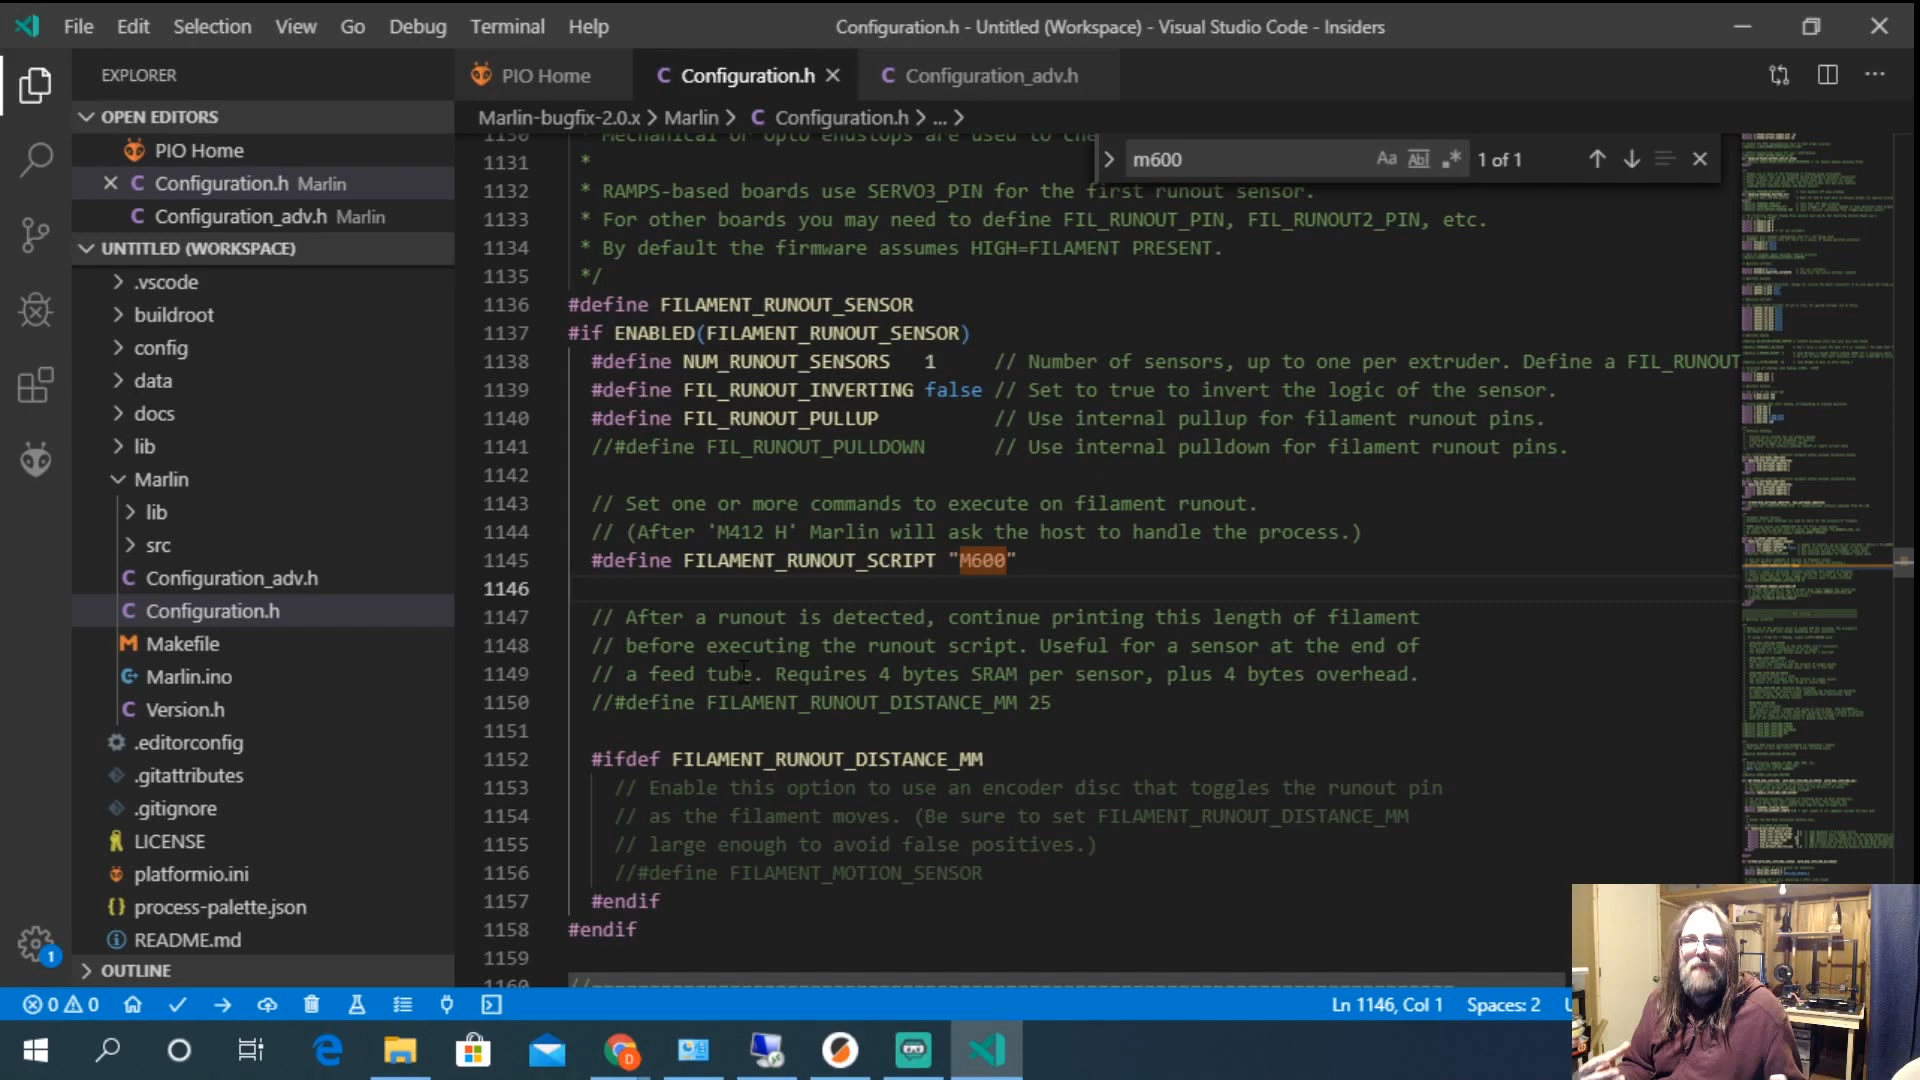 File Edit Selection View Go Debug Terminal Help
Configuration.h - Untitled (Workspace) - Visual Studio Code - Insiders
EXPLORER
OPEN EDITORS
PIO Home
Configuration.h Marlin
Configuration_adv.h Marlin
UNTITLED (WORKSPACE)
.vscode
buildroot
config
data
docs
lib
Marlin
lib
src
Configuration_adv.h
Configuration.h
Makefile
Marlin.ino
Version.h
.editorconfig
.gitattributes
.gitignore
LICENSE
platformio.ini
process-palette.json
README.md
OUTLINE
PIO Home
Configuration.h
Configuration_adv.h
Marlin-bugfix-2.0.x > Marlin > Configuration.h > ... >
m600
Aa Abl .* 1 of 1
1130 * Mechanical or opto endstops are used to che
1131 *
1132 * RAMPS-based boards use SERVO3_PIN for the first runout sensor.
1133 * For other boards you may need to define FIL_RUNOUT_PIN, FIL_RUNOUT2_PIN, etc.
1134 * By default the firmware assumes HIGH=FILAMENT PRESENT.
1135 */
1136 #define FILAMENT_RUNOUT_SENSOR
1137 #if ENABLED(FILAMENT_RUNOUT_SENSOR)
1138 #define NUM_RUNOUT_SENSORS 1 // Number of sensors, up to one per extruder. Define a FIL_RUNOUT
1139 #define FIL_RUNOUT_INVERTING false // Set to true to invert the logic of the sensor.
1140 #define FIL_RUNOUT_PULLUP // Use internal pullup for filament runout pins.
1141 //#define FIL_RUNOUT_PULLDOWN // Use internal pulldown for filament runout pins.
1142
1143 // Set one or more commands to execute on filament runout.
1144 // (After 'M412 H' Marlin will ask the host to handle the process.)
1145 #define FILAMENT_RUNOUT_SCRIPT "M600"
1146
1147 // After a runout is detected, continue printing this length of filament
1148 // before executing the runout script. Useful for a sensor at the end of
1149 // a feed tube. Requires 4 bytes SRAM per sensor, plus 4 bytes overhead.
1150 //#define FILAMENT_RUNOUT_DISTANCE_MM 25
1151
1152 #ifdef FILAMENT_RUNOUT_DISTANCE_MM
1153 // Enable this option to use an encoder disc that toggles the runout pin
1154 // as the filament moves. (Be sure to set FILAMENT_RUNOUT_DISTANCE_MM
1155 // large enough to avoid false positives.)
1156 //#define FILAMENT_MOTION_SENSOR
1157 #endif
1158 #endif
1159
1160 //===========================================================================
1
0 0
Ln 1146, Col 1 Spaces: 2
D